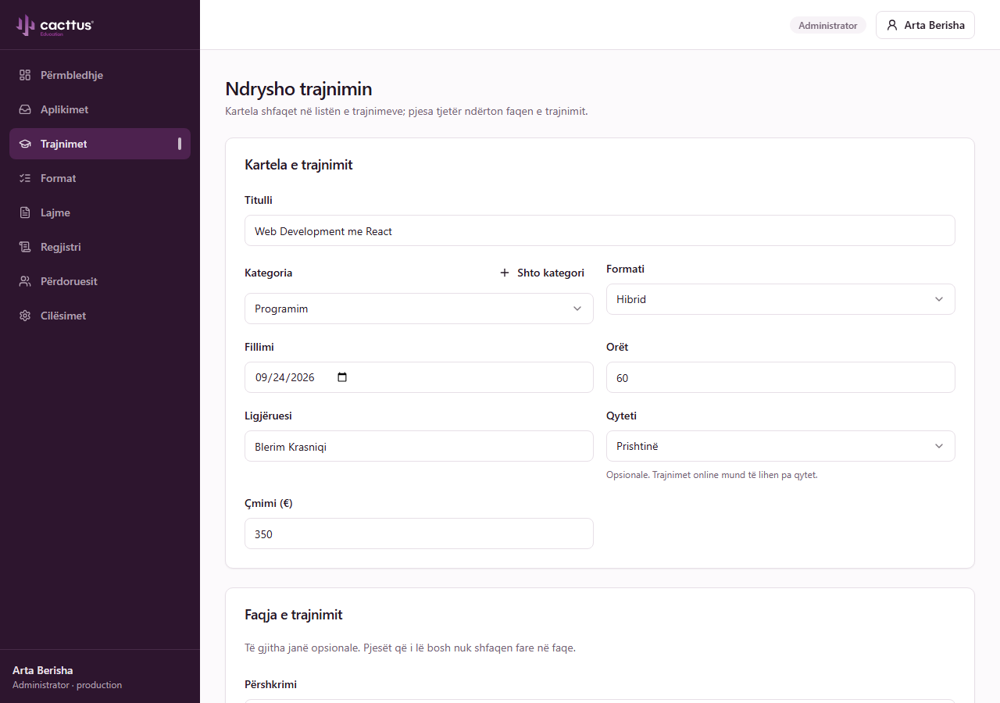 cacttus
Education
Administrator
Arta Berisha
Përmbledhje
Aplikimet
Trajnimet
Format
Lajme
Regjistri
Përdoruesit
Cilësimet
Arta Berisha
Administrator · production
Ndrysho trajnimin
Kartela shfaqet në listën e trajnimeve; pjesa tjetër ndërton faqen e trajnimit.
Kartela e trajnimit
Titulli
Web Development me React
Kategoria
+ Shto kategori
Formati
Programim
Hibrid
Fillimi
Orët
09/24/2026
60
Ligjëruesi
Qyteti
Blerim Krasniqi
Prishtinë
Opsionale. Trajnimet online mund të lihen pa qytet.
Çmimi (€)
350
Faqja e trajnimit
Të gjitha janë opsionale. Pjesët që i lë bosh nuk shfaqen fare në faqe.
Përshkrimi